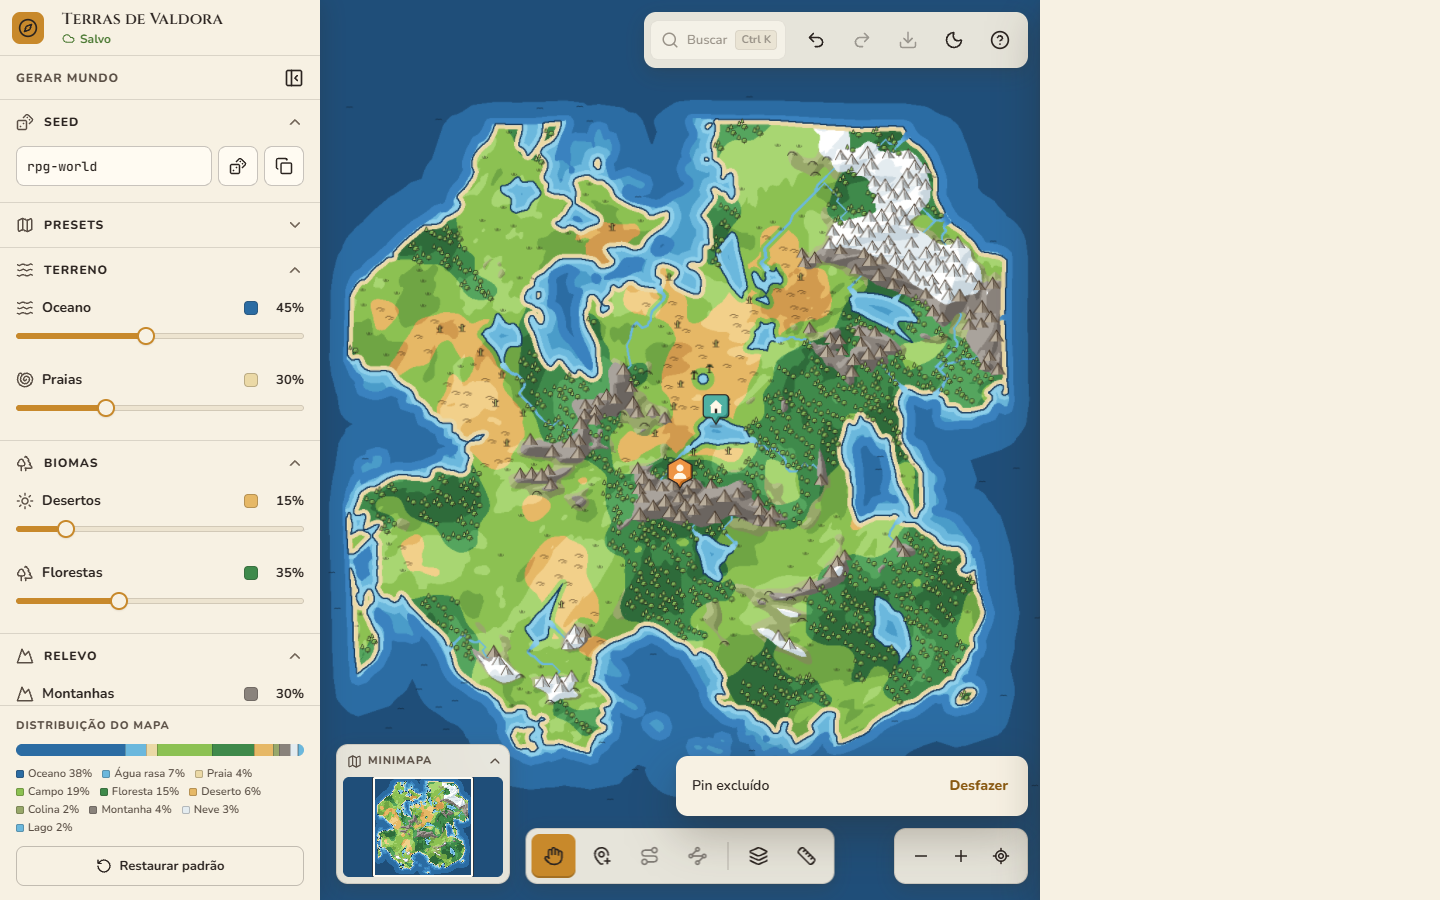 Terras de Valdora
Salvo
GERAR MUNDO
SEED
rpg-world
PRESETS
TERRENO
Oceano 45%
Praias 30%
BIOMAS
Desertos 15%
Florestas 35%
RELEVO
Montanhas 30%
DISTRIBUIÇÃO DO MAPA
Oceano 38% Água rasa 7% Praia 4%
Campo 19% Floresta 15% Deserto 6%
Colina 2% Montanha 4% Neve 3%
Lago 2%
Restaurar padrão
Buscar Ctrl K
MINIMAPA
Pin excluído Desfazer